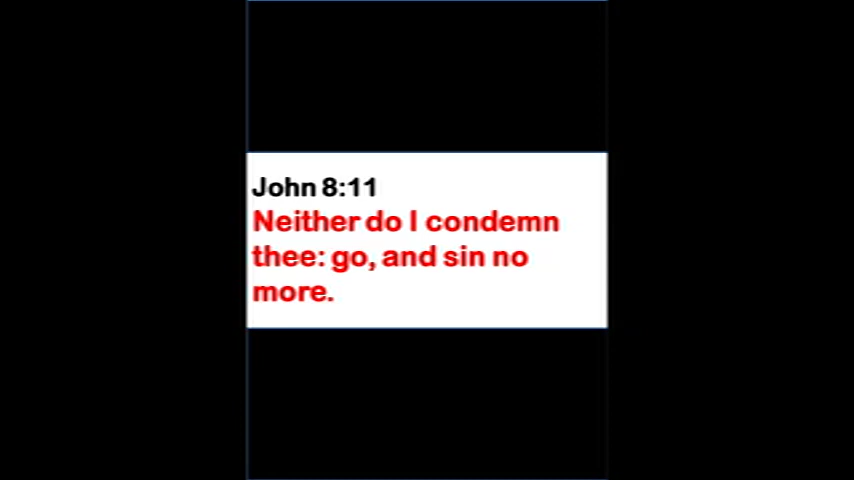 John 8:11
Neither do I condemn
thee: go, and sin no
more.